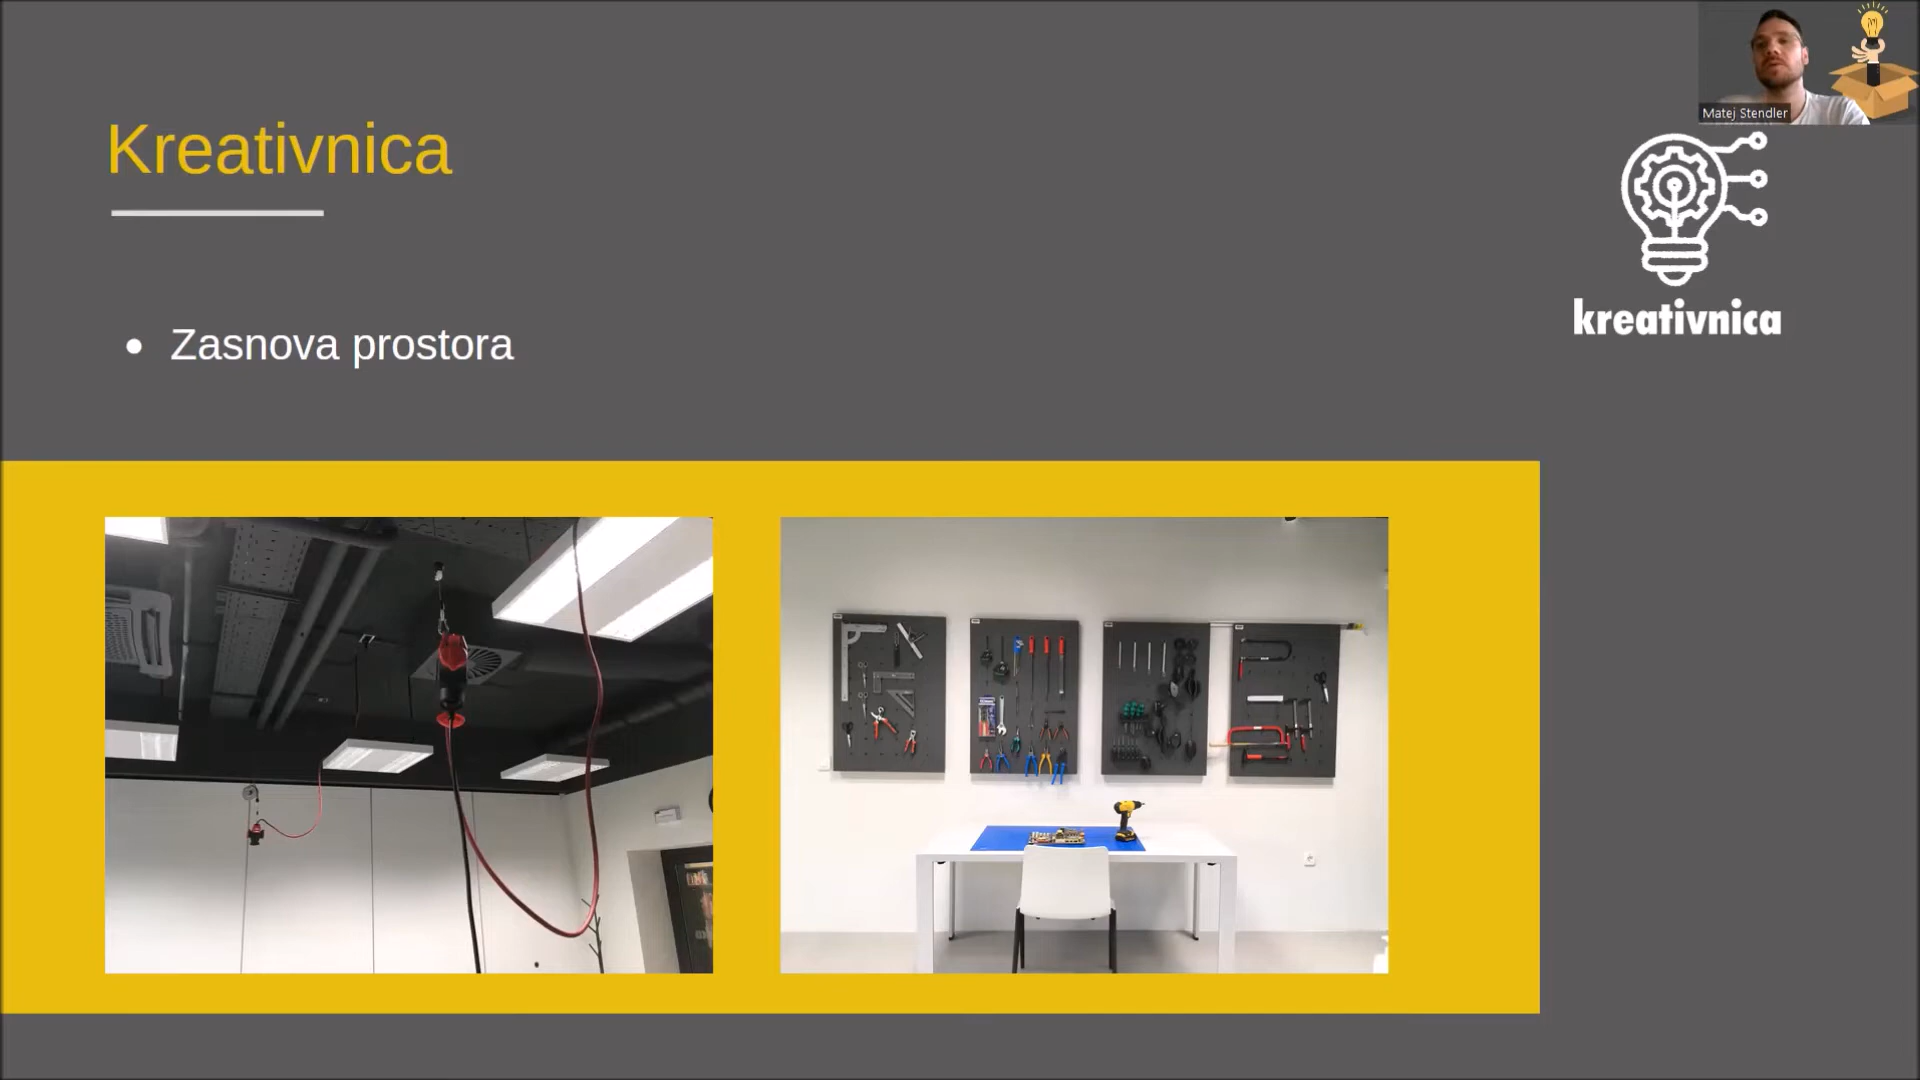 Kreativnica
Matej Stendler
kreativnica
• Zasnova prostora